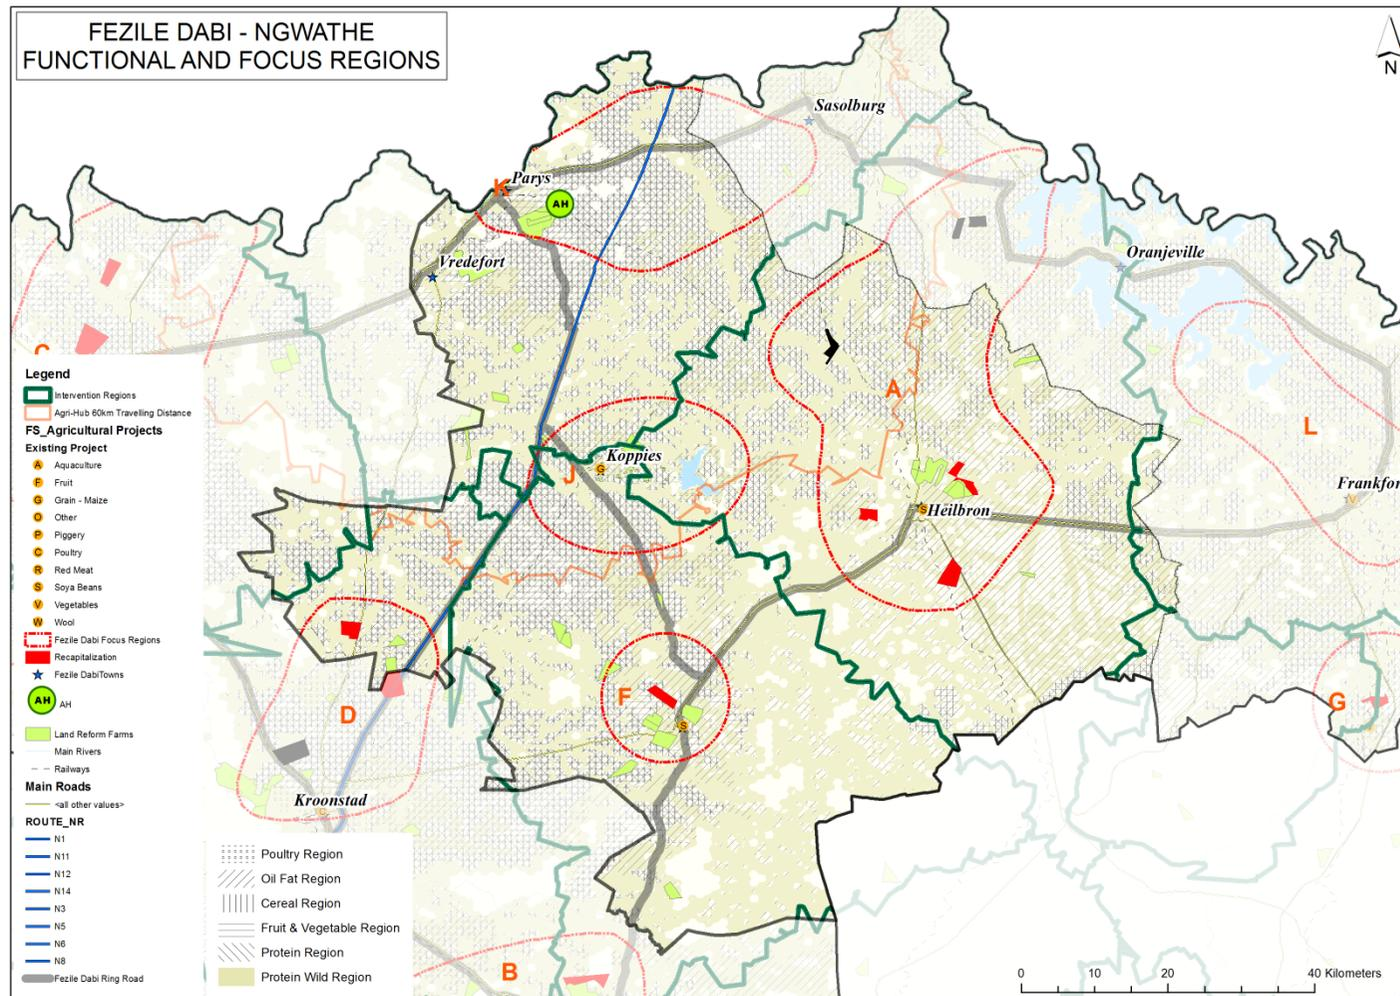 FEZILE DABI - NGWATHE
FUNCTIONAL AND FOCUS REGIONS
N
Sasolburg
K
Parys
AH
Vredefort
Oranjeville
C
A
L
J
Koppies
G
Heilbron
S
Frankfor
V
F
S
D
G
Kroonstad
C
B
Legend
Intervention Regions
Agri-Hub 60km Travelling Distance
FS_Agricultural Projects
Existing Project
A Aquaculture
F Fruit
G Grain - Maize
O Other
P Piggery
C Poultry
R Red Meat
S Soya Beans
V Vegetables
W Wool
Fezile Dabi Focus Regions
Recapitalization
Fezile DabiTowns
AH AH
Land Reform Farms
Main Rivers
Railways
Main Roads
<all other values>
ROUTE_NR
N1
N11
N12
N14
N3
N5
N6
N8
Fezile Dabi Ring Road
Poultry Region
Oil Fat Region
Cereal Region
Fruit & Vegetable Region
Protein Region
Protein Wild Region
0 10 20 40 Kilometers